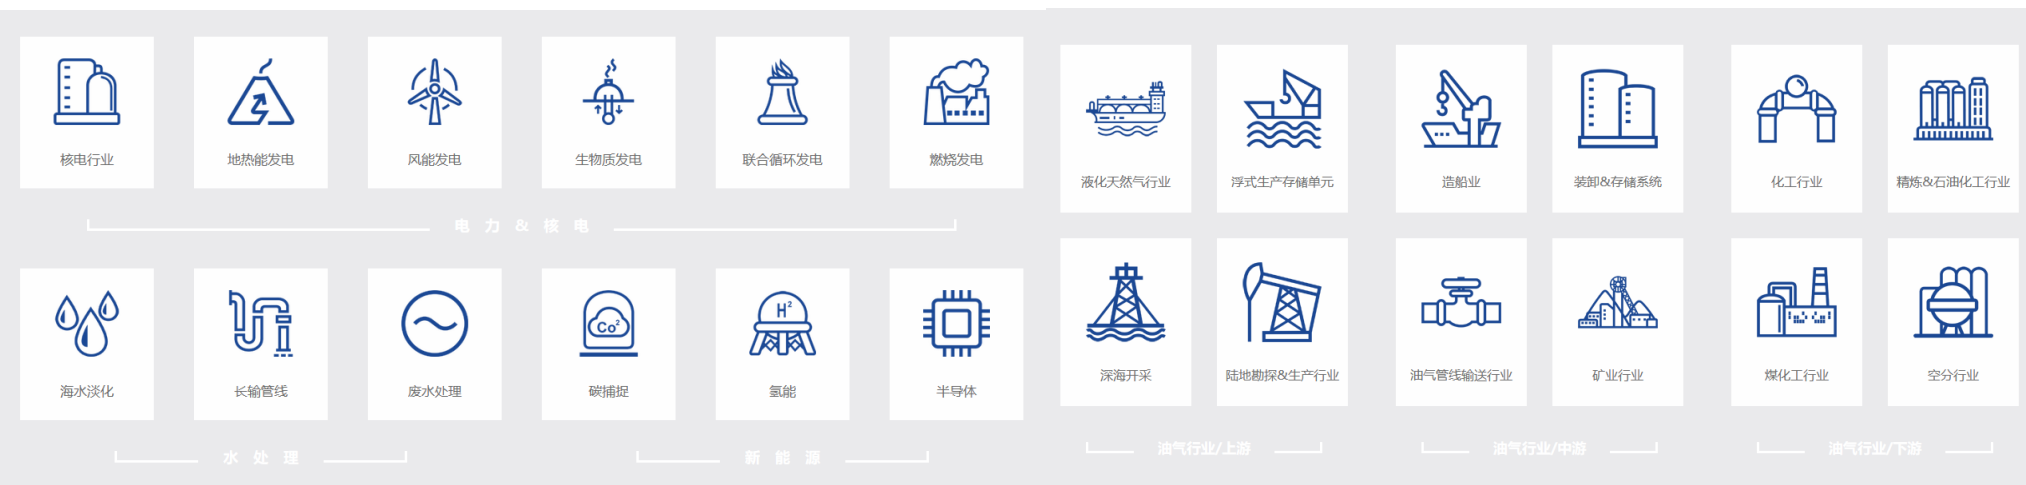 核电行业
地热能发电
风能发电
生物质发电
联合循环发电
燃烧发电
电力&核电
海水淡化
长输管线
废水处理
Co²
碳捕捉
H²
氢能
半导体
水处理
新能源
液化天然气行业
浮式生产存储单元
造船业
装卸&存储系统
化工行业
精炼&石油化工行业
深海开采
陆地勘探&生产行业
油气管线输送行业
矿业行业
煤化工行业
空分行业
油气行业/上游
油气行业/中游
油气行业/下游